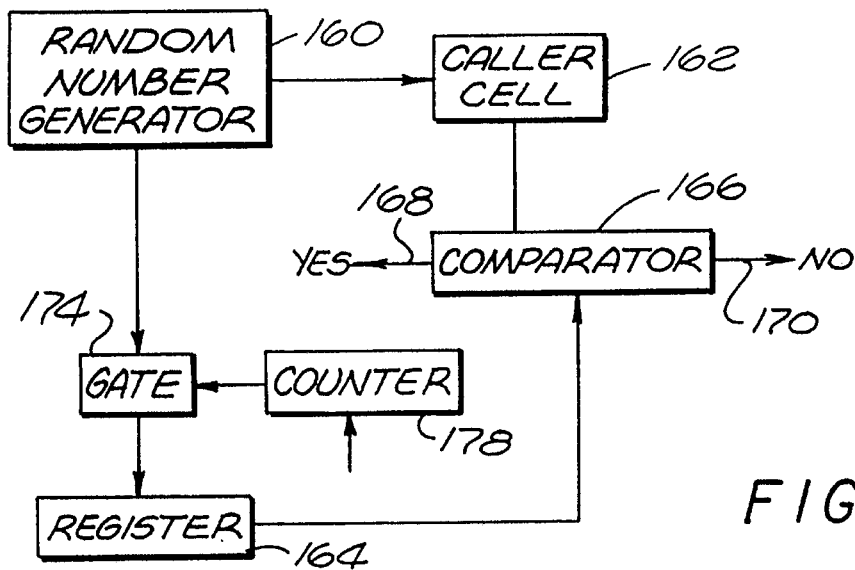 RANDOM
NUMBER
GENERATOR
160
CALLER
CELL
162
166
168
YES
COMPARATOR
NO
170
174
GATE
COUNTER
178
REGISTER
164
FIG